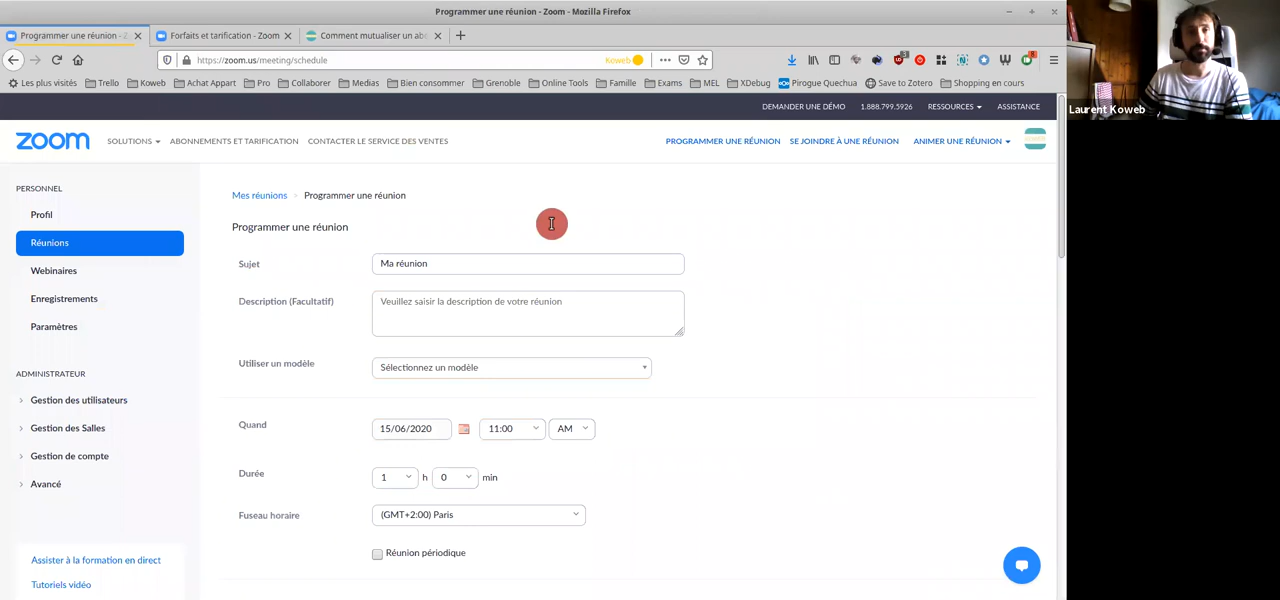 Programmer une réunion - Zoom - Mozilla Firefox
Programmer une réunion - Z
Forfaits et tarification - Zoom
Comment mutualiser un abo
https://zoom.us/meeting/schedule
Koweb
Les plus visités
Trello
Koweb
Achat Appart
Pro
Collaborer
Medias
Bien consommer
Grenoble
Online Tools
Famille
Exams
MEL
XDebug
Pirogue Quechua
Save to Zotero
Shopping en cours
Laurent Koweb
DEMANDER UNE DÉMO 1.888.799.5926 RESSOURCES ASSISTANCE
zoom SOLUTIONS ABONNEMENTS ET TARIFICATION CONTACTER LE SERVICE DES VENTES PROGRAMMER UNE RÉUNION SE JOINDRE À UNE RÉUNION ANIMER UNE RÉUNION
PERSONNEL
Profil
Réunions
Webinaires
Enregistrements
Paramètres
ADMINISTRATEUR
Gestion des utilisateurs
Gestion des Salles
Gestion de compte
Avancé
Assister à la formation en direct
Tutoriels vidéo
Mes réunions > Programmer une réunion
Programmer une réunion
Sujet
Ma réunion
Description (Facultatif)
Veuillez saisir la description de votre réunion
Utiliser un modèle
Sélectionnez un modèle
Quand
15/06/2020 11:00 AM
Durée
1 h 0 min
Fuseau horaire
(GMT+2:00) Paris
Réunion périodique